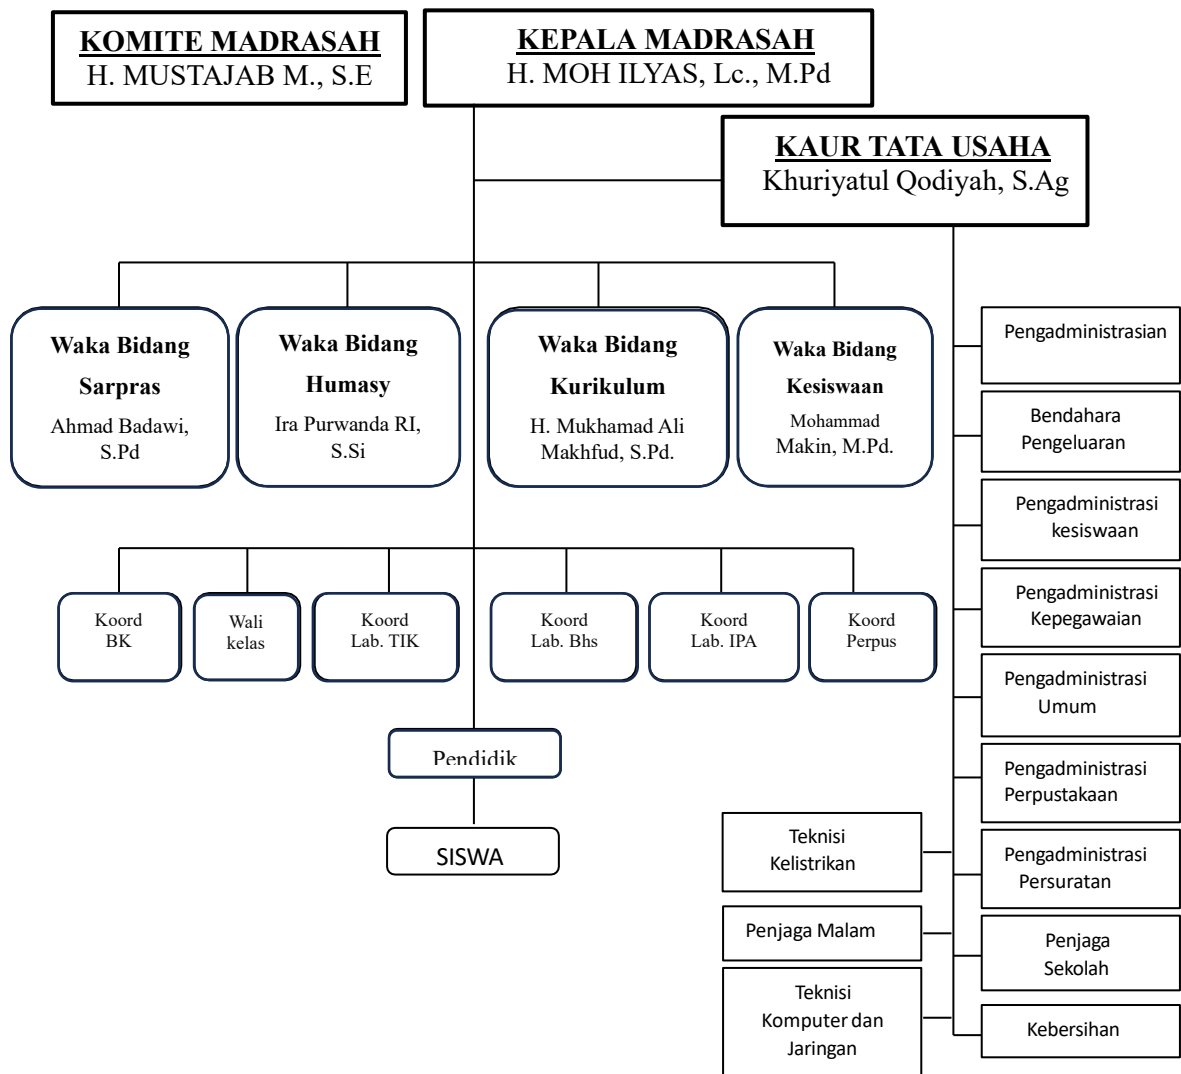 KOMITE MADRASAH
H. MUSTAJAB M., S.E
KEPALA MADRASAH
H. MOH ILYAS, Lc., M.Pd
KAUR TATA USAHA
Khuriyatul Qodiyah, S.Ag
Waka Bidang
Sarpras
Ahmad Badawi,
S.Pd
Waka Bidang
Humasy
Ira Purwanda RI,
S.Si
Waka Bidang
Kurikulum
H. Mukhamad Ali
Makhfud, S.Pd.
Waka Bidang
Kesiswaan
Mohammad
Makin, M.Pd.
Koord
BK
Wali
kelas
Koord
Lab. TIK
Koord
Lab. Bhs
Koord
Lab. IPA
Koord
Perpus
Pendidik
SISWA
Pengadministrasian
Bendahara
Pengeluaran
Pengadministrasi
kesiswaan
Pengadministrasi
Kepegawaian
Pengadministrasi
Umum
Pengadministrasi
Perpustakaan
Pengadministrasi
Persuratan
Penjaga
Sekolah
Kebersihan
Teknisi
Kelistrikan
Penjaga Malam
Teknisi
Komputer dan
Jaringan